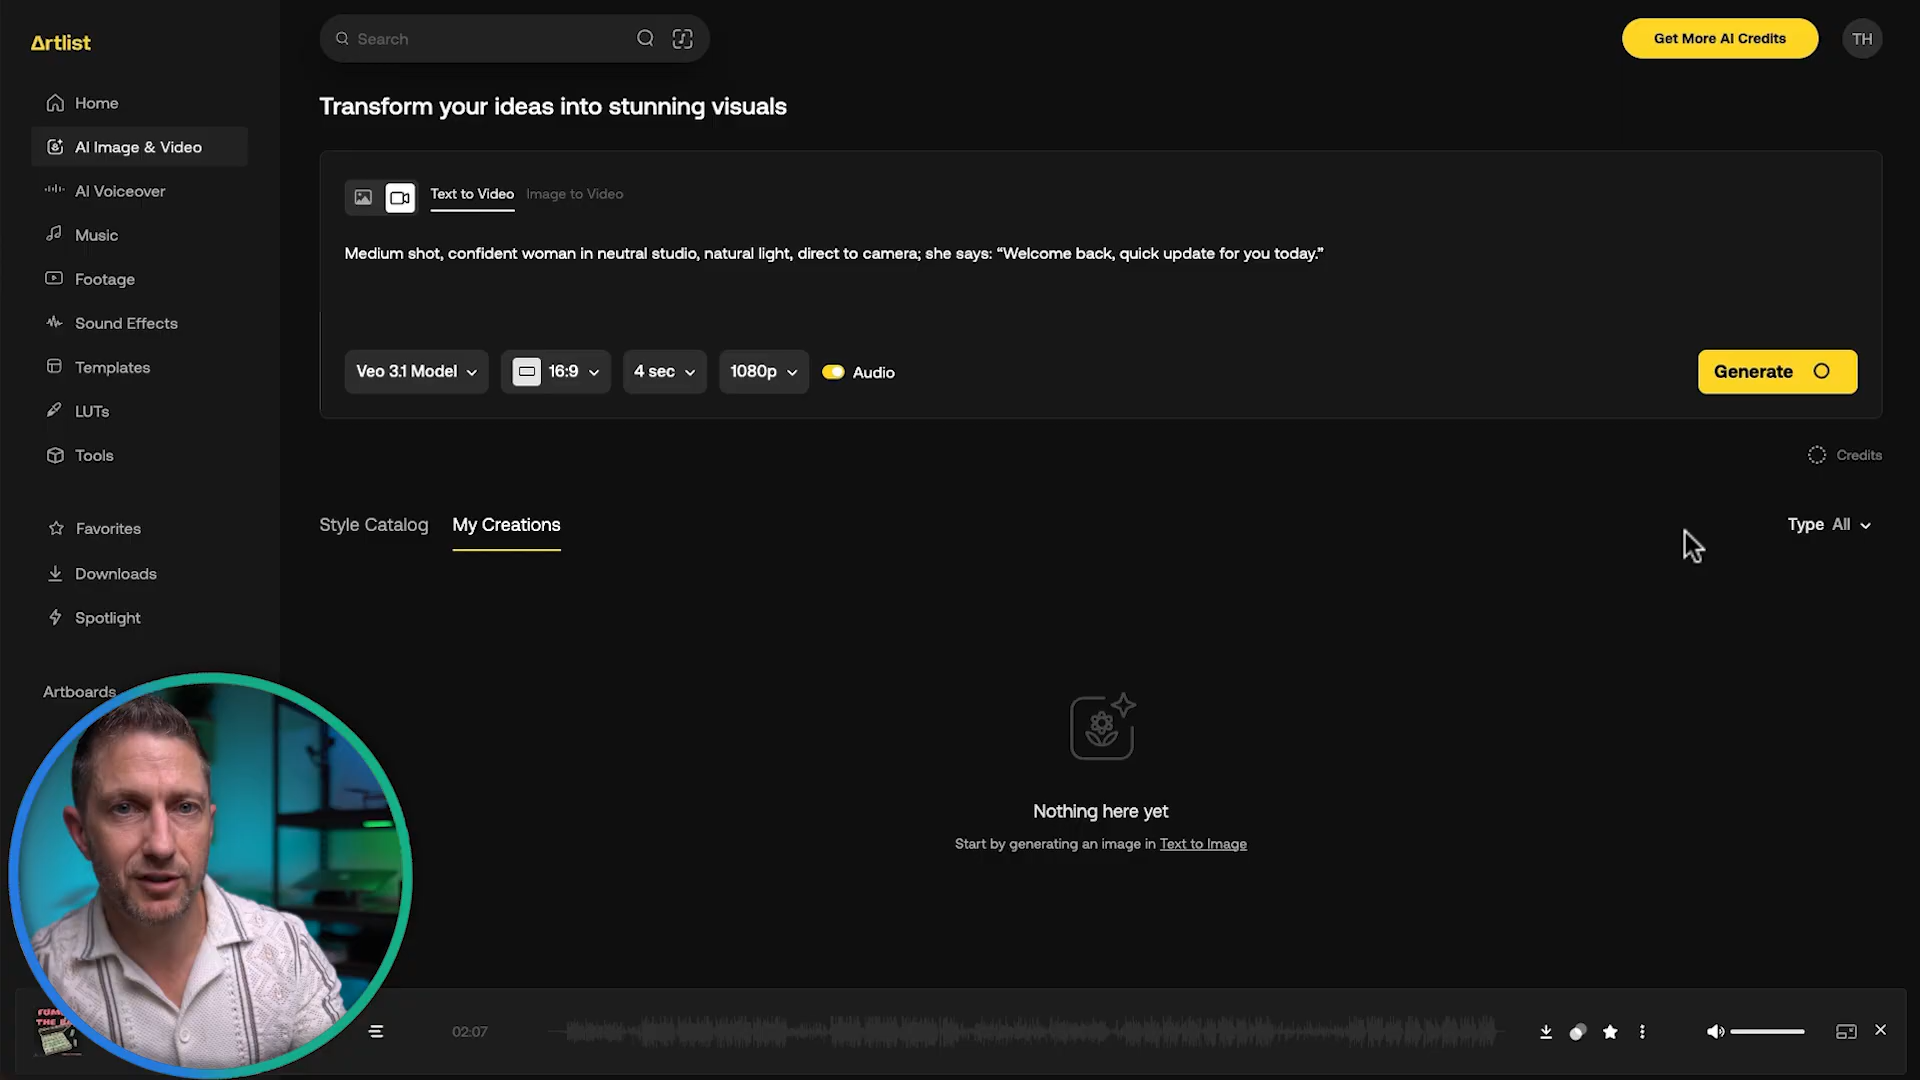 Artlist
Search
Get More AI Credits
TH
Home
AI Image & Video
AI Voiceover
Music
Footage
Sound Effects
Templates
LUTs
Tools
Favorites
Downloads
Spotlight
Artboards
Transform your ideas into stunning visuals
Text to Video
Image to Video
Medium shot, confident woman in neutral studio, natural light, direct to camera; she says: “Welcome back, quick update for you today.”
Veo 3.1 Model
16:9
4 sec
1080p
Audio
Generate
Credits
Style Catalog
My Creations
Type All
Nothing here yet
Start by generating an image in Text to Image
THE
02:07